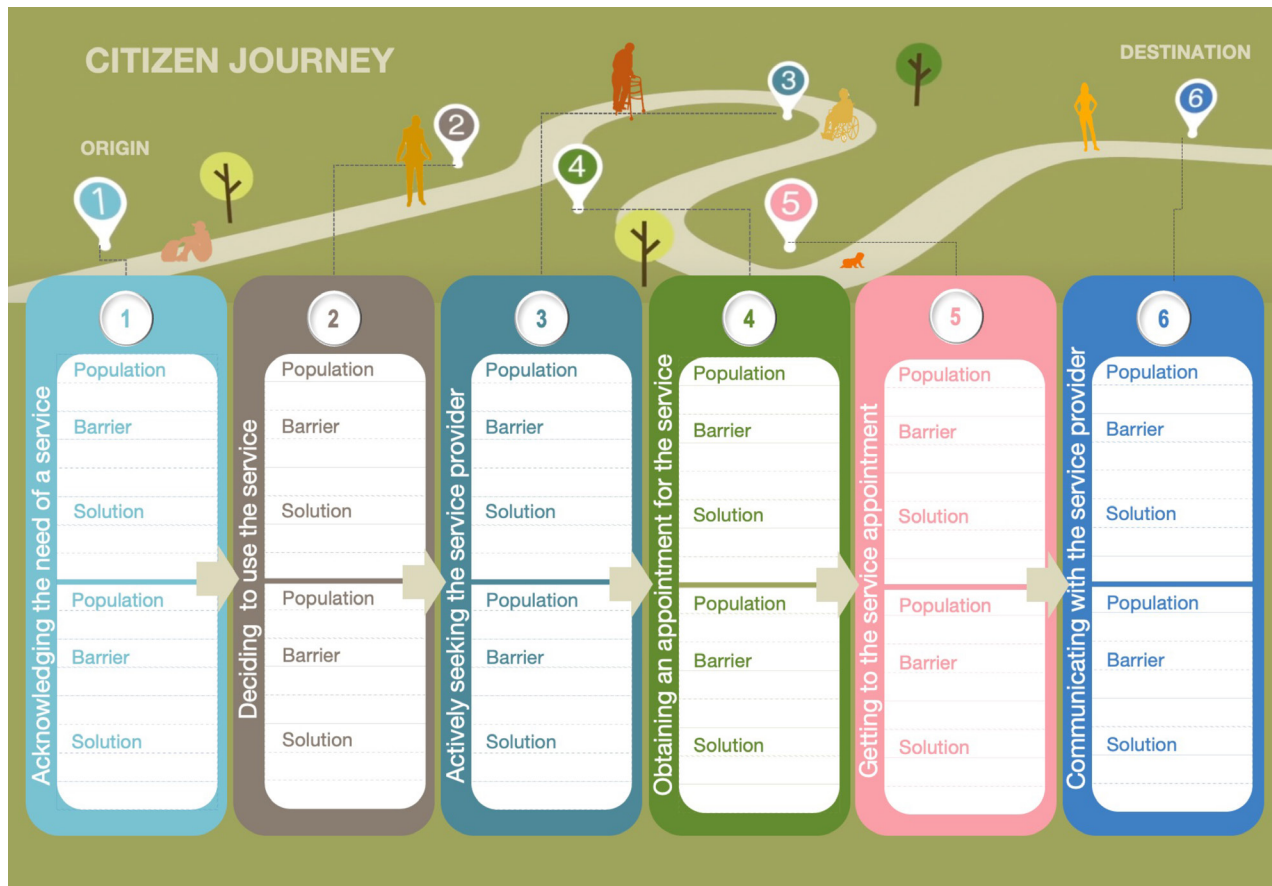 CITIZEN JOURNEY
DESTINATION
ORIGIN
1
2
3
4
5
6
1
Acknowledging the need of a service
Population
Barrier
Solution
Population
Barrier
Solution
2
Deciding to use the service
Population
Barrier
Solution
Population
Barrier
Solution
3
Actively seeking the service provider
Population
Barrier
Solution
Population
Barrier
Solution
4
Obtaining an appointment for the service
Population
Barrier
Solution
Population
Barrier
Solution
5
Getting to the service appointment
Population
Barrier
Solution
Population
Barrier
Solution
6
Communicating with the service provider
Population
Barrier
Solution
Population
Barrier
Solution